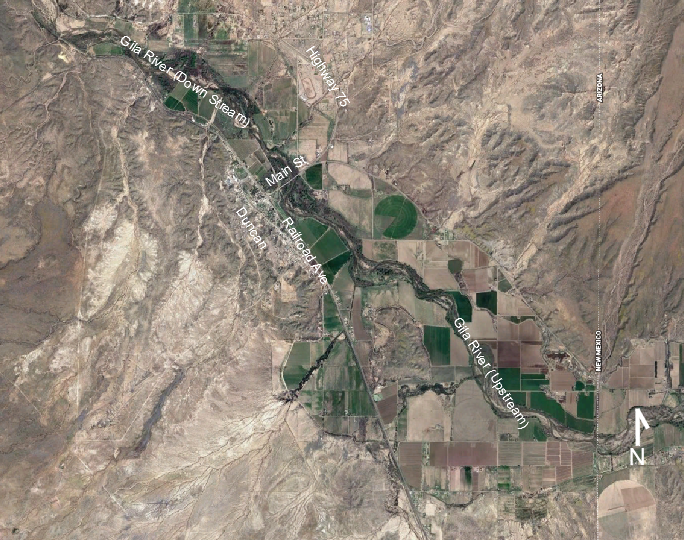 Gila River (Down Stream)
Highway 75
ARIZONA
Main St
Duncan
Railroad Ave
NEW MEXICO
Gila River (Upstream)
N